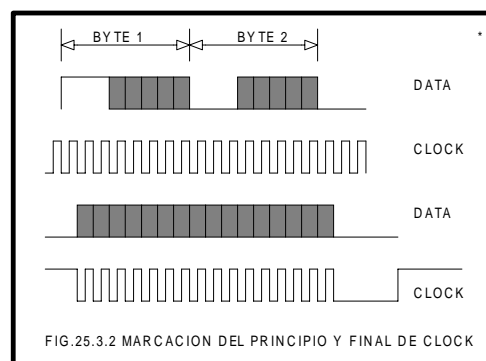 BYTE 1 BYTE 2 *
DATA
CLOCK
DATA
CLOCK
FIG.25.3.2 MARCACION DEL PRINCIPIO Y FINAL DE CLOCK